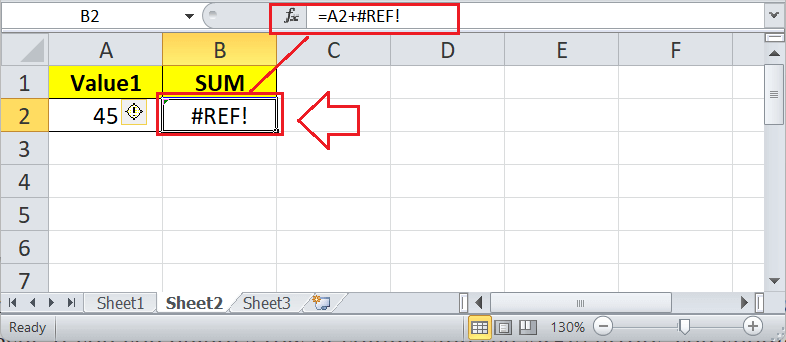 B2 fx =A2+#REF!
A B C D E F
1 Value1 SUM
2 45 #REF!
3
4
5
6
7
Sheet1 Sheet2 Sheet3
Ready 130%